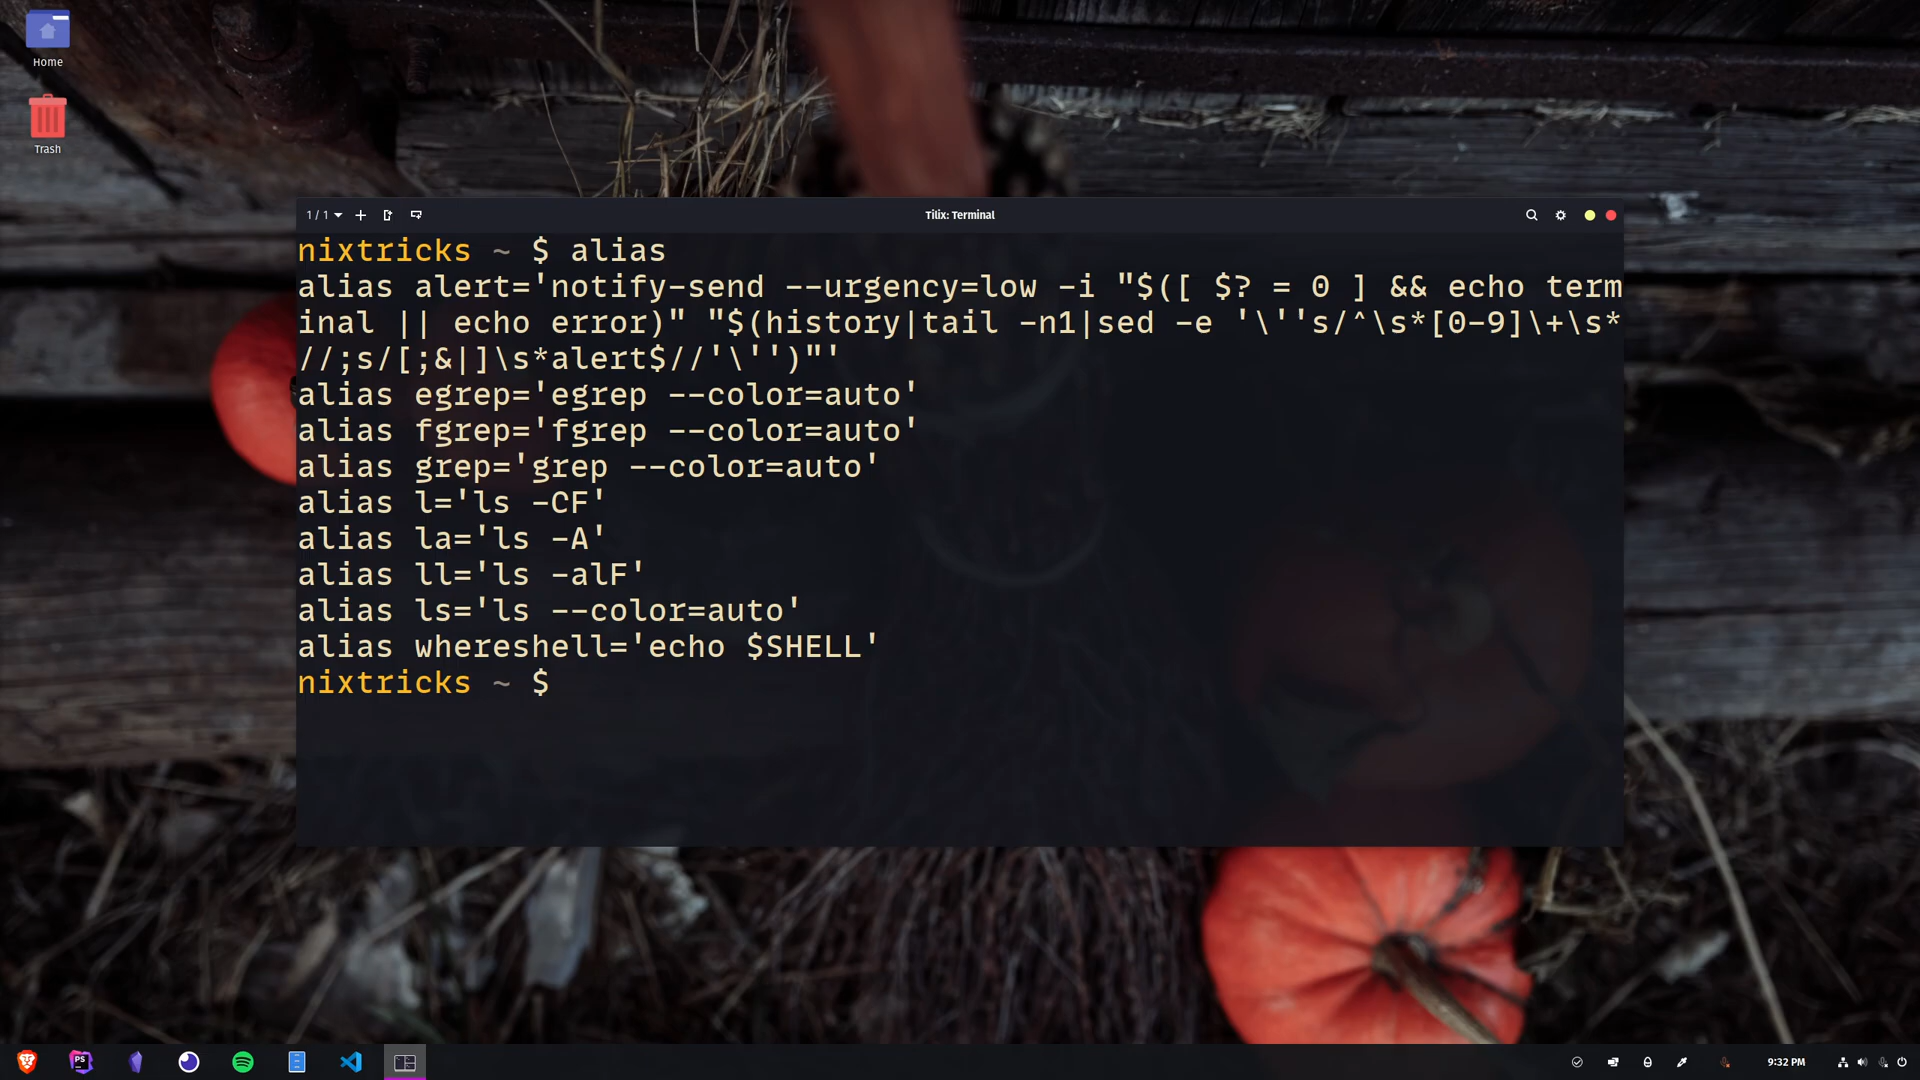 Home
Trash
1 / 1
Tilix: Terminal
nixtricks ~ $ alias
alias alert='notify-send --urgency=low -i "$([ $? = 0 ] && echo term
inal || echo error)" "$(history|tail -n1|sed -e '\''s/^\s*[0-9]\+\s*
//;s/[;&|]\s*alert$//'\'')"'
alias egrep='egrep --color=auto'
alias fgrep='fgrep --color=auto'
alias grep='grep --color=auto'
alias l='ls -CF'
alias la='ls -A'
alias ll='ls -alF'
alias ls='ls --color=auto'
alias whereshell='echo $SHELL'
nixtricks ~ $
PS
9:32 PM